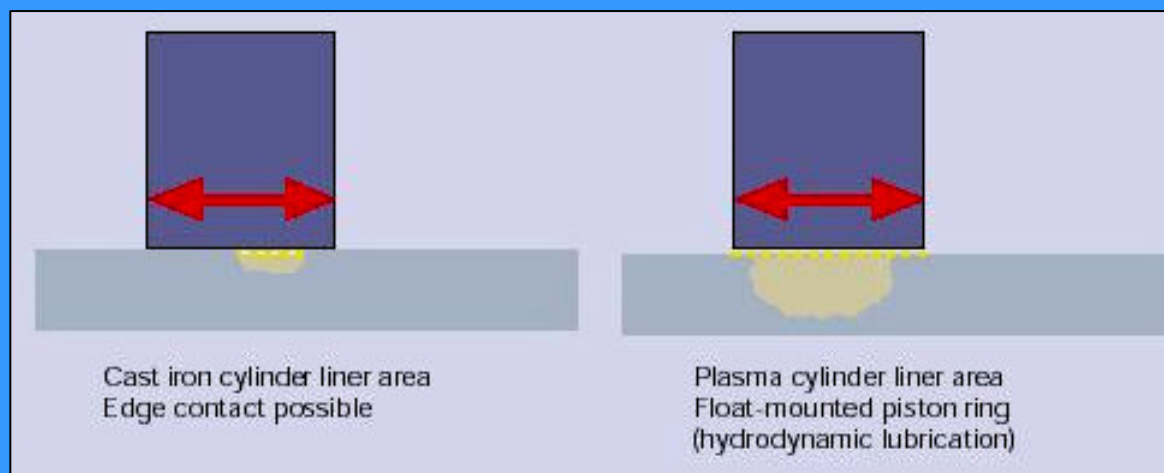 Cast iron cylinder liner area
Edge contact possible
Plasma cylinder liner area
Float-mounted piston ring
(hydrodynamic lubrication)